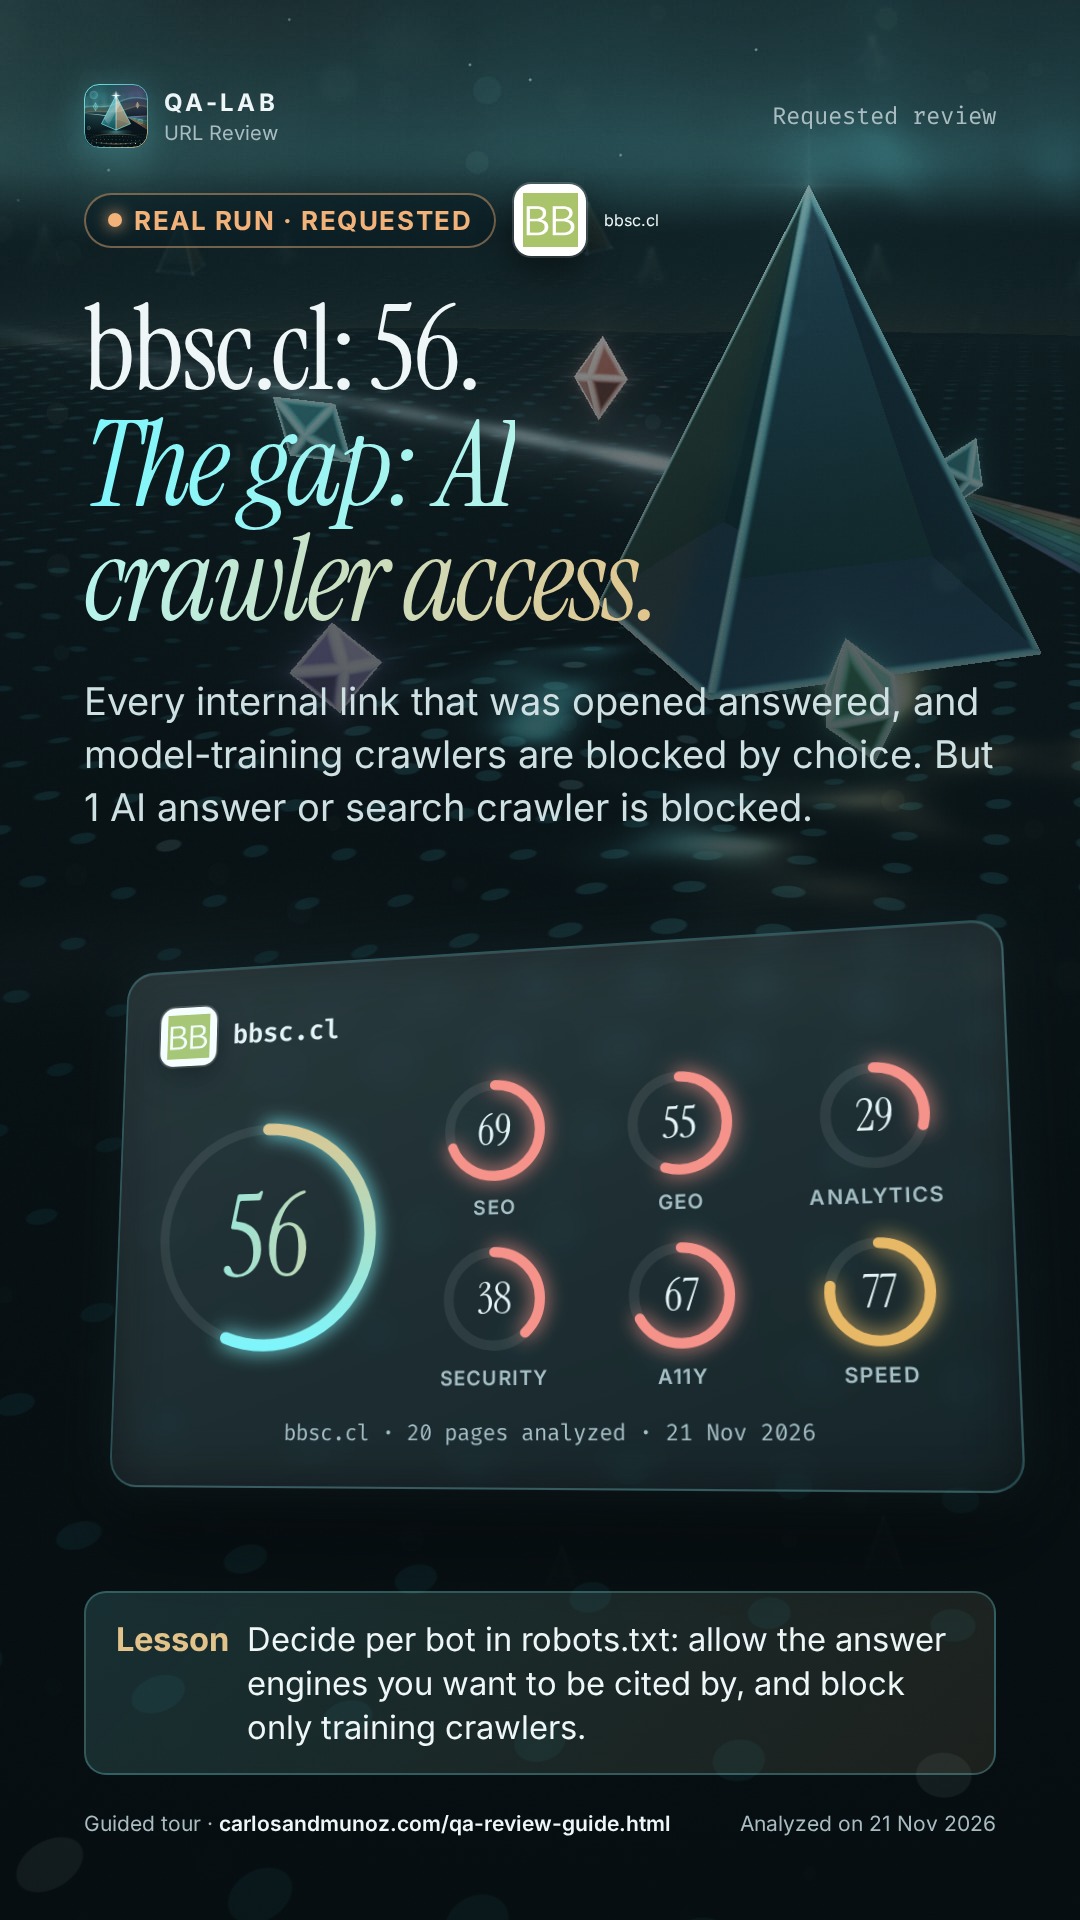 QA-LAB
URL Review
Requested review
REAL RUN · REQUESTED
BB
bbsc.cl
bbsc.cl: 56.
The gap: AI
crawler access.
Every internal link that was opened answered, and
model-training crawlers are blocked by choice. But
1 AI answer or search crawler is blocked.
BB
bbsc.cl
56
69
SEO
55
GEO
29
ANALYTICS
38
SECURITY
67
A11Y
77
SPEED
bbsc.cl · 20 pages analyzed · 21 Nov 2026
Lesson Decide per bot in robots.txt: allow the answer
engines you want to be cited by, and block
only training crawlers.
Guided tour · carlosandmunoz.com/qa-review-guide.html
Analyzed on 21 Nov 2026